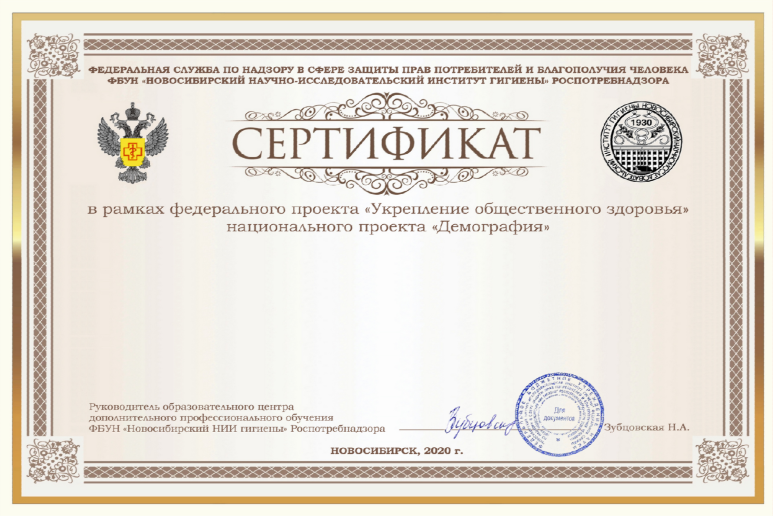 ФЕДЕРАЛЬНАЯ СЛУЖБА ПО НАДЗОРУ В СФЕРЕ ЗАЩИТЫ ПРАВ ПОТРЕБИТЕЛЕЙ И БЛАГОПОЛУЧИЯ ЧЕЛОВЕКА
ФБУН «НОВОСИБИРСКИЙ НАУЧНО-ИССЛЕДОВАТЕЛЬСКИЙ ИНСТИТУТ ГИГИЕНЫ» РОСПОТРЕБНАДЗОРА
1930
СЕРТИФИКАТ
в рамках федерального проекта «Укрепление общественного здоровья»
национального проекта «Демография»
Руководитель образовательного центра
дополнительного профессионального обучения
ФБУН «Новосибирский НИИ гигиены» Роспотребнадзора
Для
документов
Зубцовская Н.А.
НОВОСИБИРСК, 2020 г.